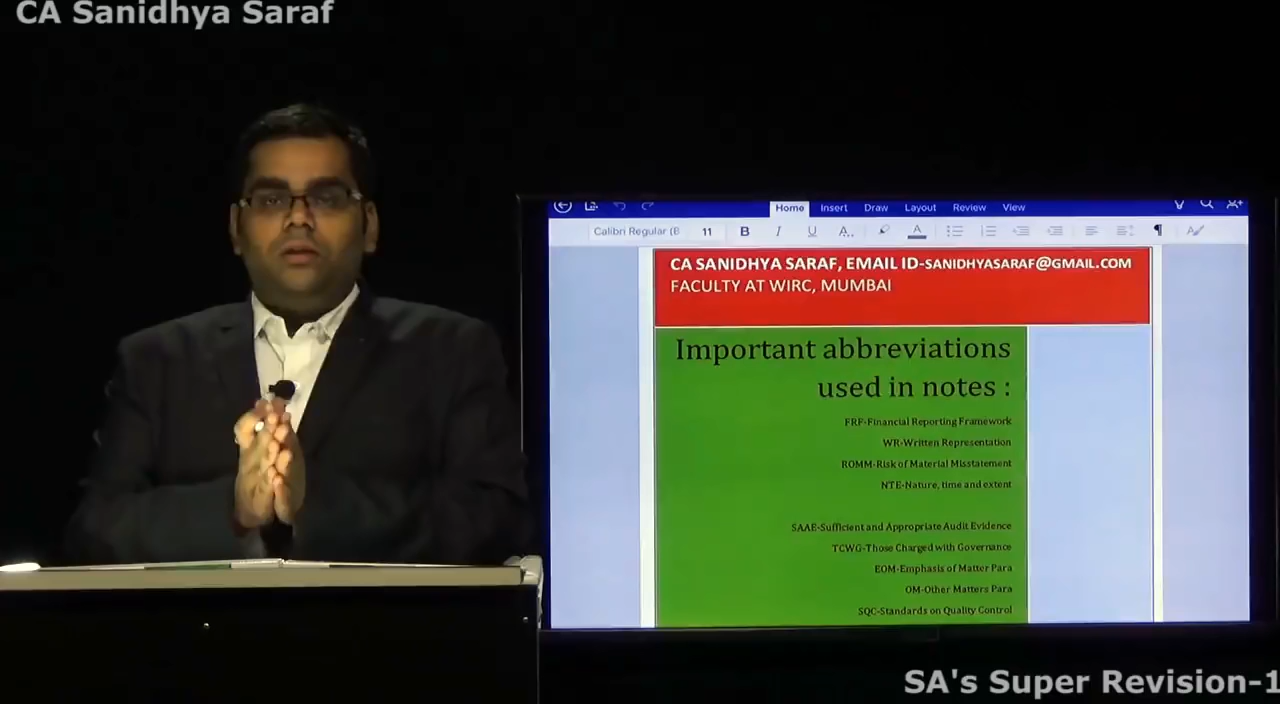 CA Sanidhya Saraf
Home Insert Draw Layout Review View
Calibri Regular (B 11 B I U A..
CA SANIDHYA SARAF, EMAIL ID-SANIDHYASARAF@GMAIL.COM
FACULTY AT WIRC, MUMBAI
Important abbreviations
used in notes :
FRF-Financial Reporting Framework
WR-Written Representation
ROMM-Risk of Material Misstatement
NTE-Nature, time and extent
SAAE-Sufficient and Appropriate Audit Evidence
TCWG-Those Charged with Governance
EOM-Emphasis of Matter Para
OM-Other Matters Para
SQC-Standards on Quality Control
SA's Super Revision-1